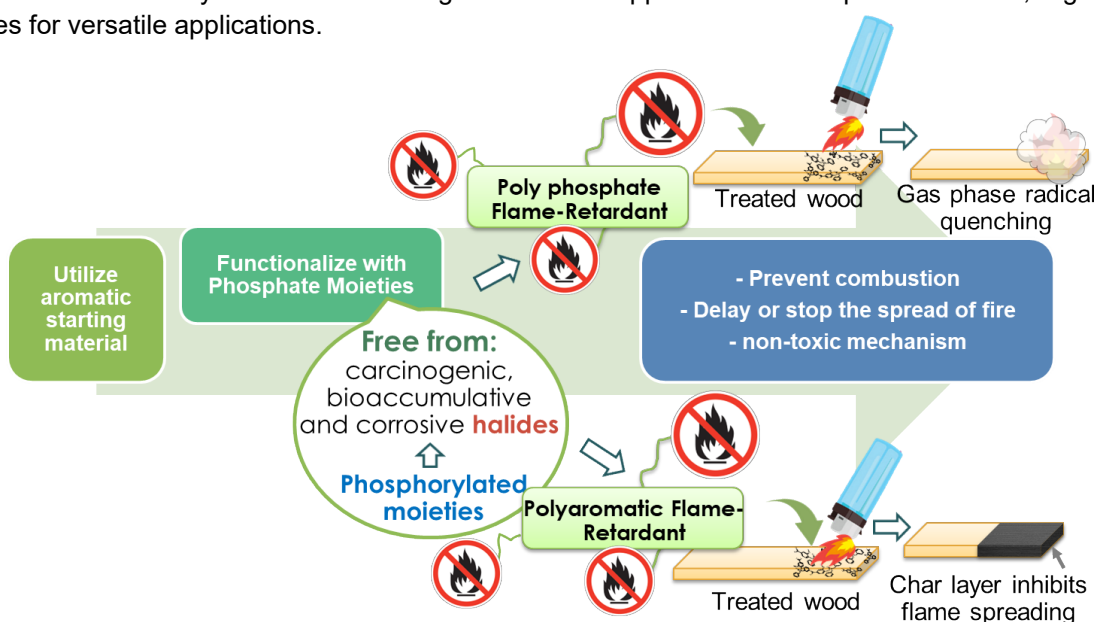 es for versatile applications.
Poly phosphate
Flame-Retardant
Treated wood
Gas phase radical
quenching
Utilize
aromatic
starting
material
Functionalize with
Phosphate Moieties
- Prevent combustion
- Delay or stop the spread of fire
- non-toxic mechanism
Free from:
carcinogenic,
bioaccumulative
and corrosive halides
Phosphorylated
moieties
Polyaromatic Flame-
Retardant
Treated wood
Char layer inhibits
flame spreading